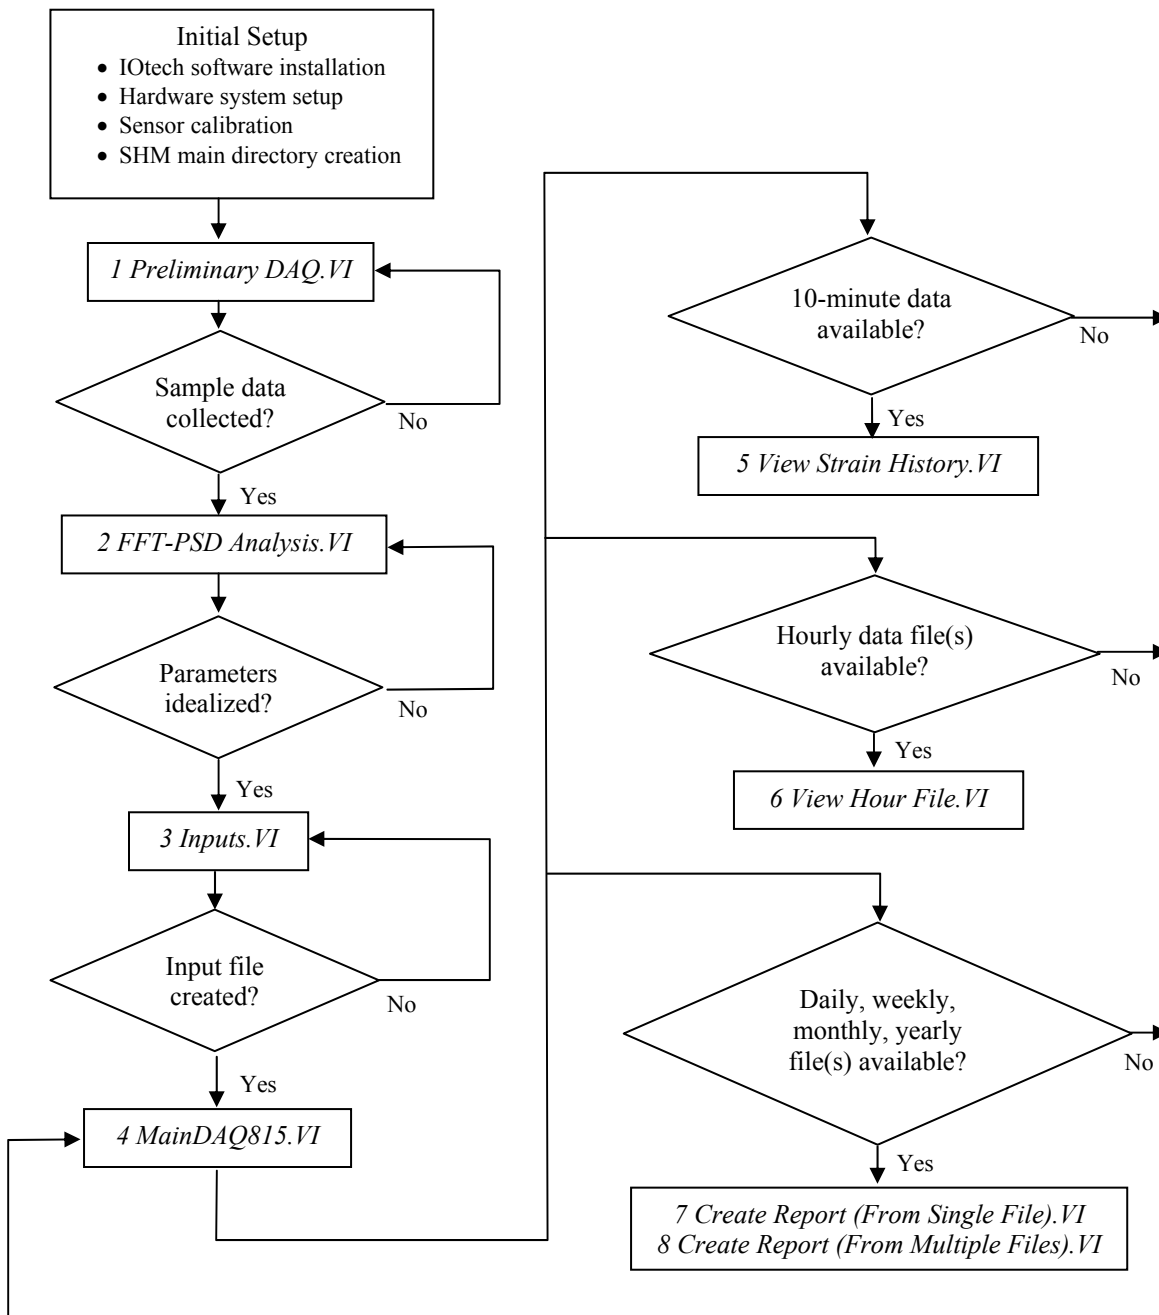 Initial Setup
• IOtech software installation
• Hardware system setup
• Sensor calibration
• SHM main directory creation
1 Preliminary DAQ.VI
Sample data
collected?
No
Yes
2 FFT-PSD Analysis.VI
Parameters
idealized?
No
Yes
3 Inputs.VI
Input file
created?
No
Yes
4 MainDAQ815.VI
10-minute data
available?
No
Yes
5 View Strain History.VI
Hourly data file(s)
available?
No
Yes
6 View Hour File.VI
Daily, weekly,
monthly, yearly
file(s) available?
No
Yes
7 Create Report (From Single File).VI
8 Create Report (From Multiple Files).VI